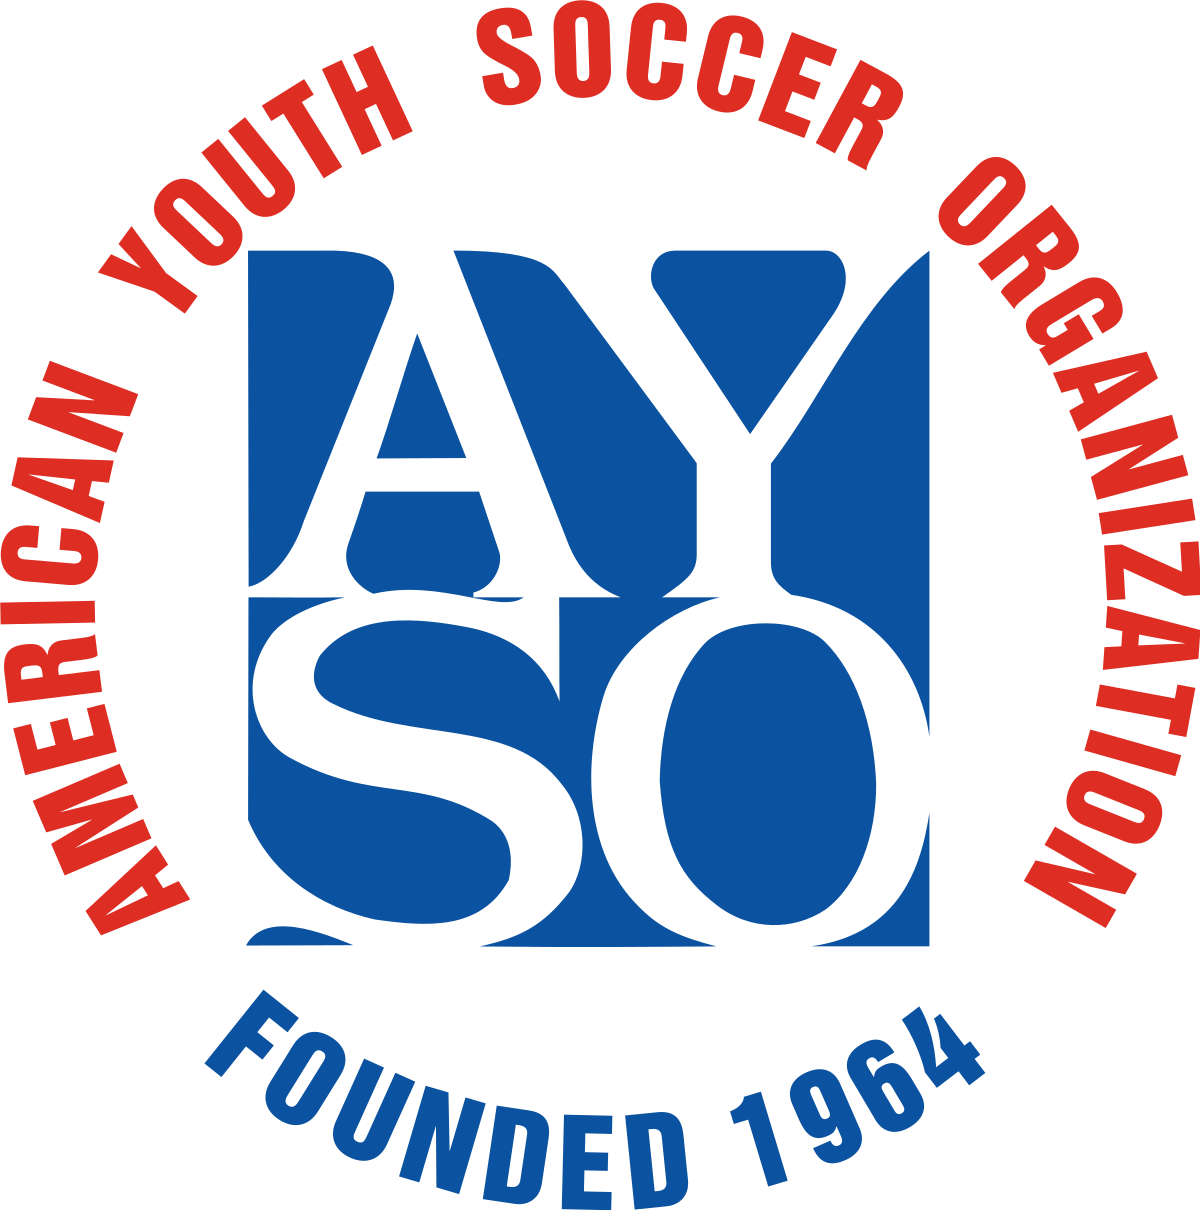 AMERICAN YOUTH SOCCER ORGANIZATION
AY
SO
FOUNDED 1964